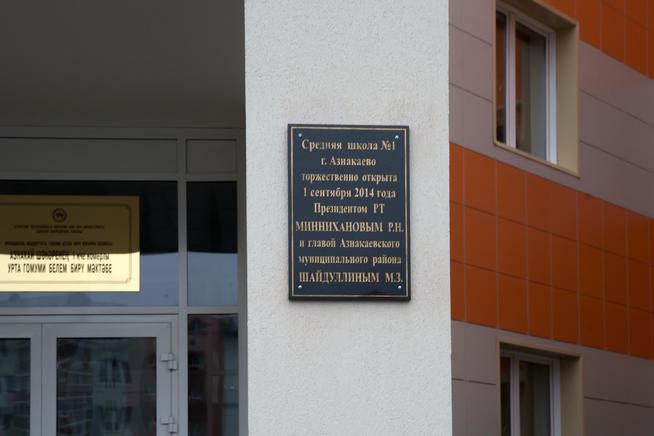 АЗНАКАЙ ШӘҺӘРЕНЕҢ 1 нче номерлы
УРТА ГОМУМИ БЕЛЕМ БИРҮ МӘКТӘБЕ
Средняя школа №1
г. Азнакаево
торжественно открыта
1 сентября 2014 года
Президентом РТ
МИННИХАНОВЫМ Р.Н.
и главой Азнакаевского
муниципального района
ШАЙДУЛЛИНЫМ М.З.